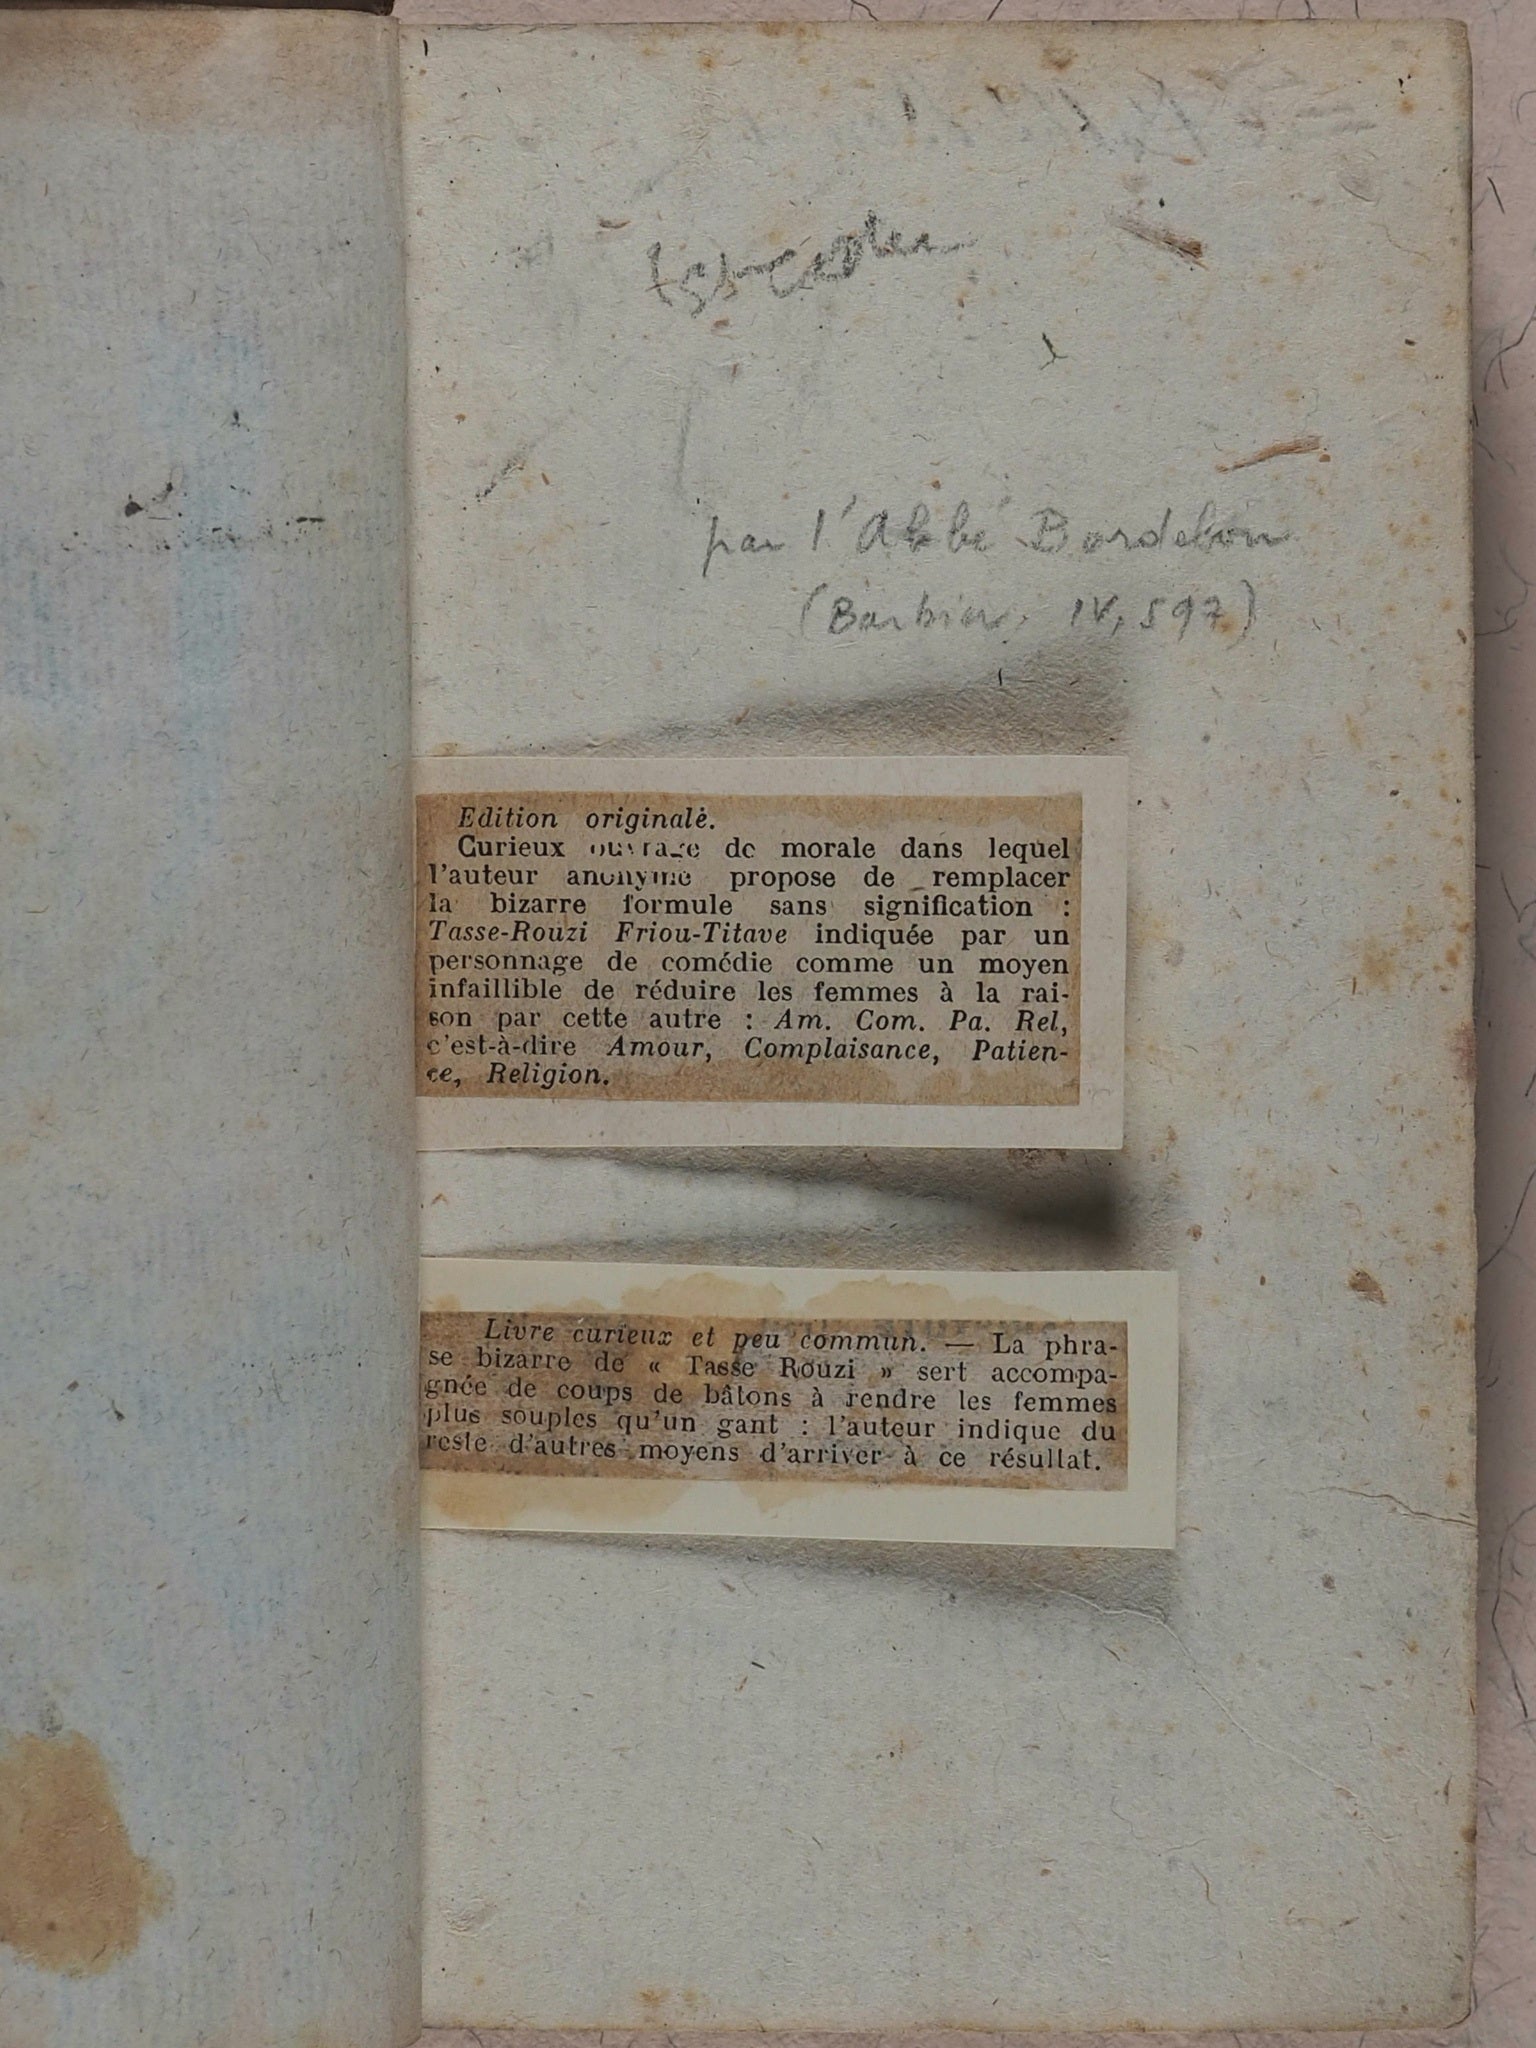 par l'Abbé Bordelon
(Barbier, IV, 597)
Edition originale.
Curieux ouvrage de morale dans lequel
l'auteur anonyme propose de remplacer
la bizarre formule sans signification :
Tasse-Rouzi Friou-Titave indiquée par un
personnage de comédie comme un moyen
infaillible de réduire les femmes à la rai-
son par cette autre : Am. Com. Pa. Rel,
c'est-à-dire Amour, Complaisance, Patien-
ce, Religion.
Livre curieux et peu commun. — La phra-
se bizarre de « Tasse Rouzi » sert accompa-
gnée de coups de bâtons à rendre les femmes
plus souples qu'un gant : l'auteur indique du
reste d'autres moyens d'arriver à ce résultat.